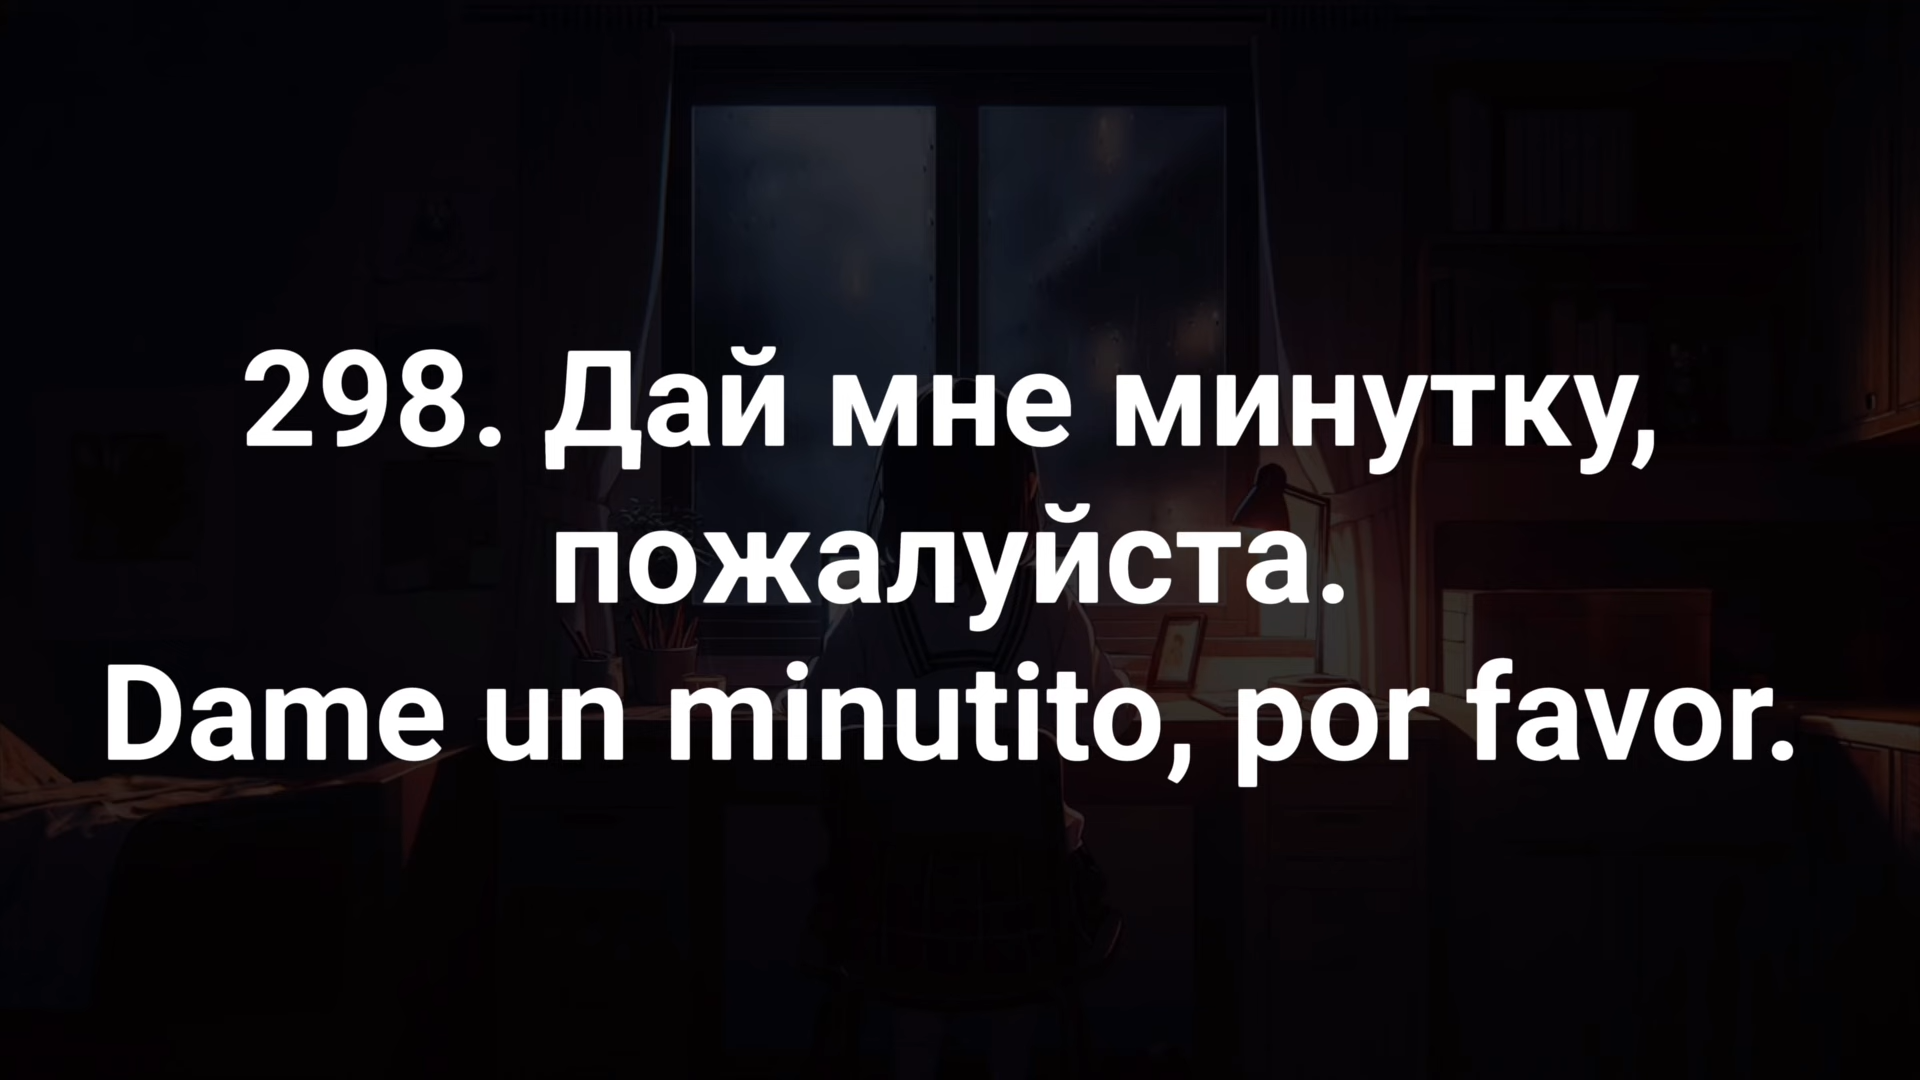 298. Дай мне минутку,
пожалуйста.
Dame un minutito, por favor.